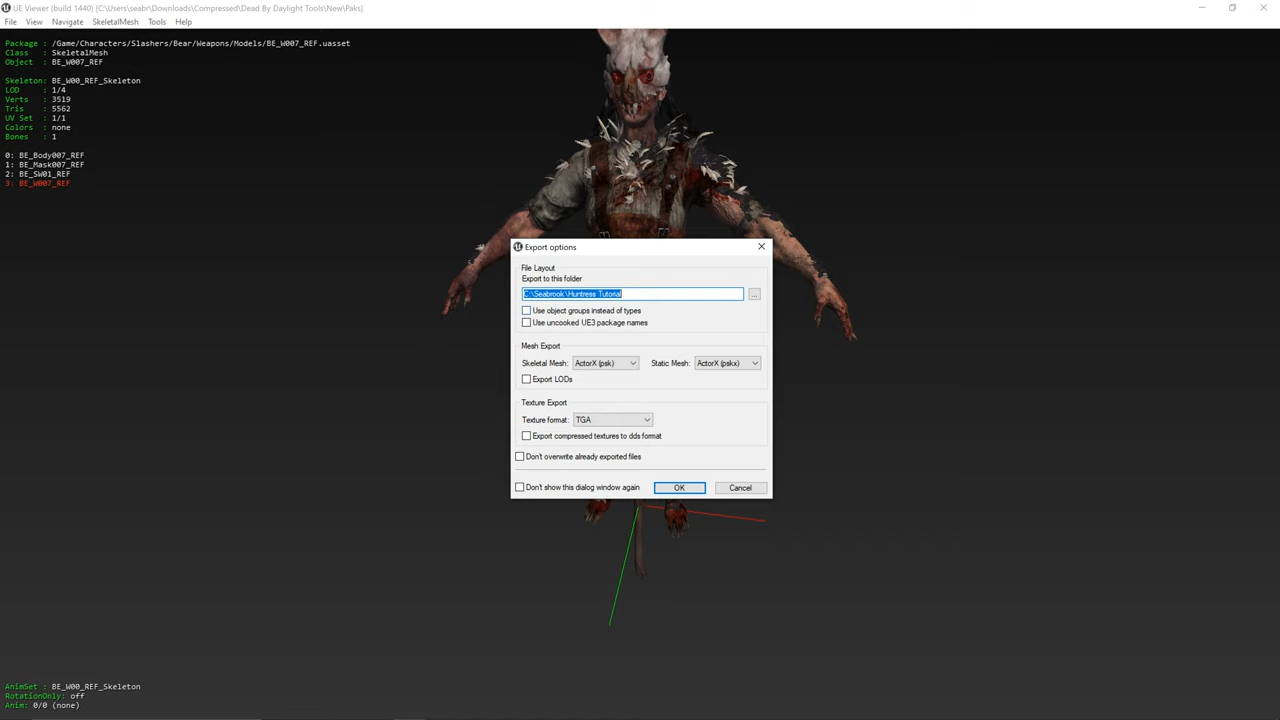 UE Viewer (build 1440) [C:\Users\seabr\Downloads\Compressed\Dead By Daylight Tools\New\Paks]
File View Navigate SkeletalMesh Tools Help
Package : /Game/Characters/Slashers/Bear/Weapons/Models/BE_W007_REF.uasset
Class : SkeletalMesh
Object : BE_W007_REF
Skeleton: BE_W00_REF_Skeleton
LOD : 1/4
Verts : 3519
Tris : 5562
UV Set : 1/1
Colors : none
Bones : 1
0: BE_Body007_REF
1: BE_Mask007_REF
2: BE_SW01_REF
3: BE_W007_REF
Export options
File Layout
Export to this folder
C:\Seabrook\Huntress Tutorial
...
Use object groups instead of types
Use uncooked UE3 package names
Mesh Export
Skeletal Mesh: ActorX (psk) Static Mesh: ActorX (pskx)
Export LODs
Texture Export
Texture format: TGA
Export compressed textures to dds format
Don't overwrite already exported files
Don't show this dialog window again OK Cancel
AnimSet : BE_W00_REF_Skeleton
RotationOnly: off
Anim: 0/0 (none)